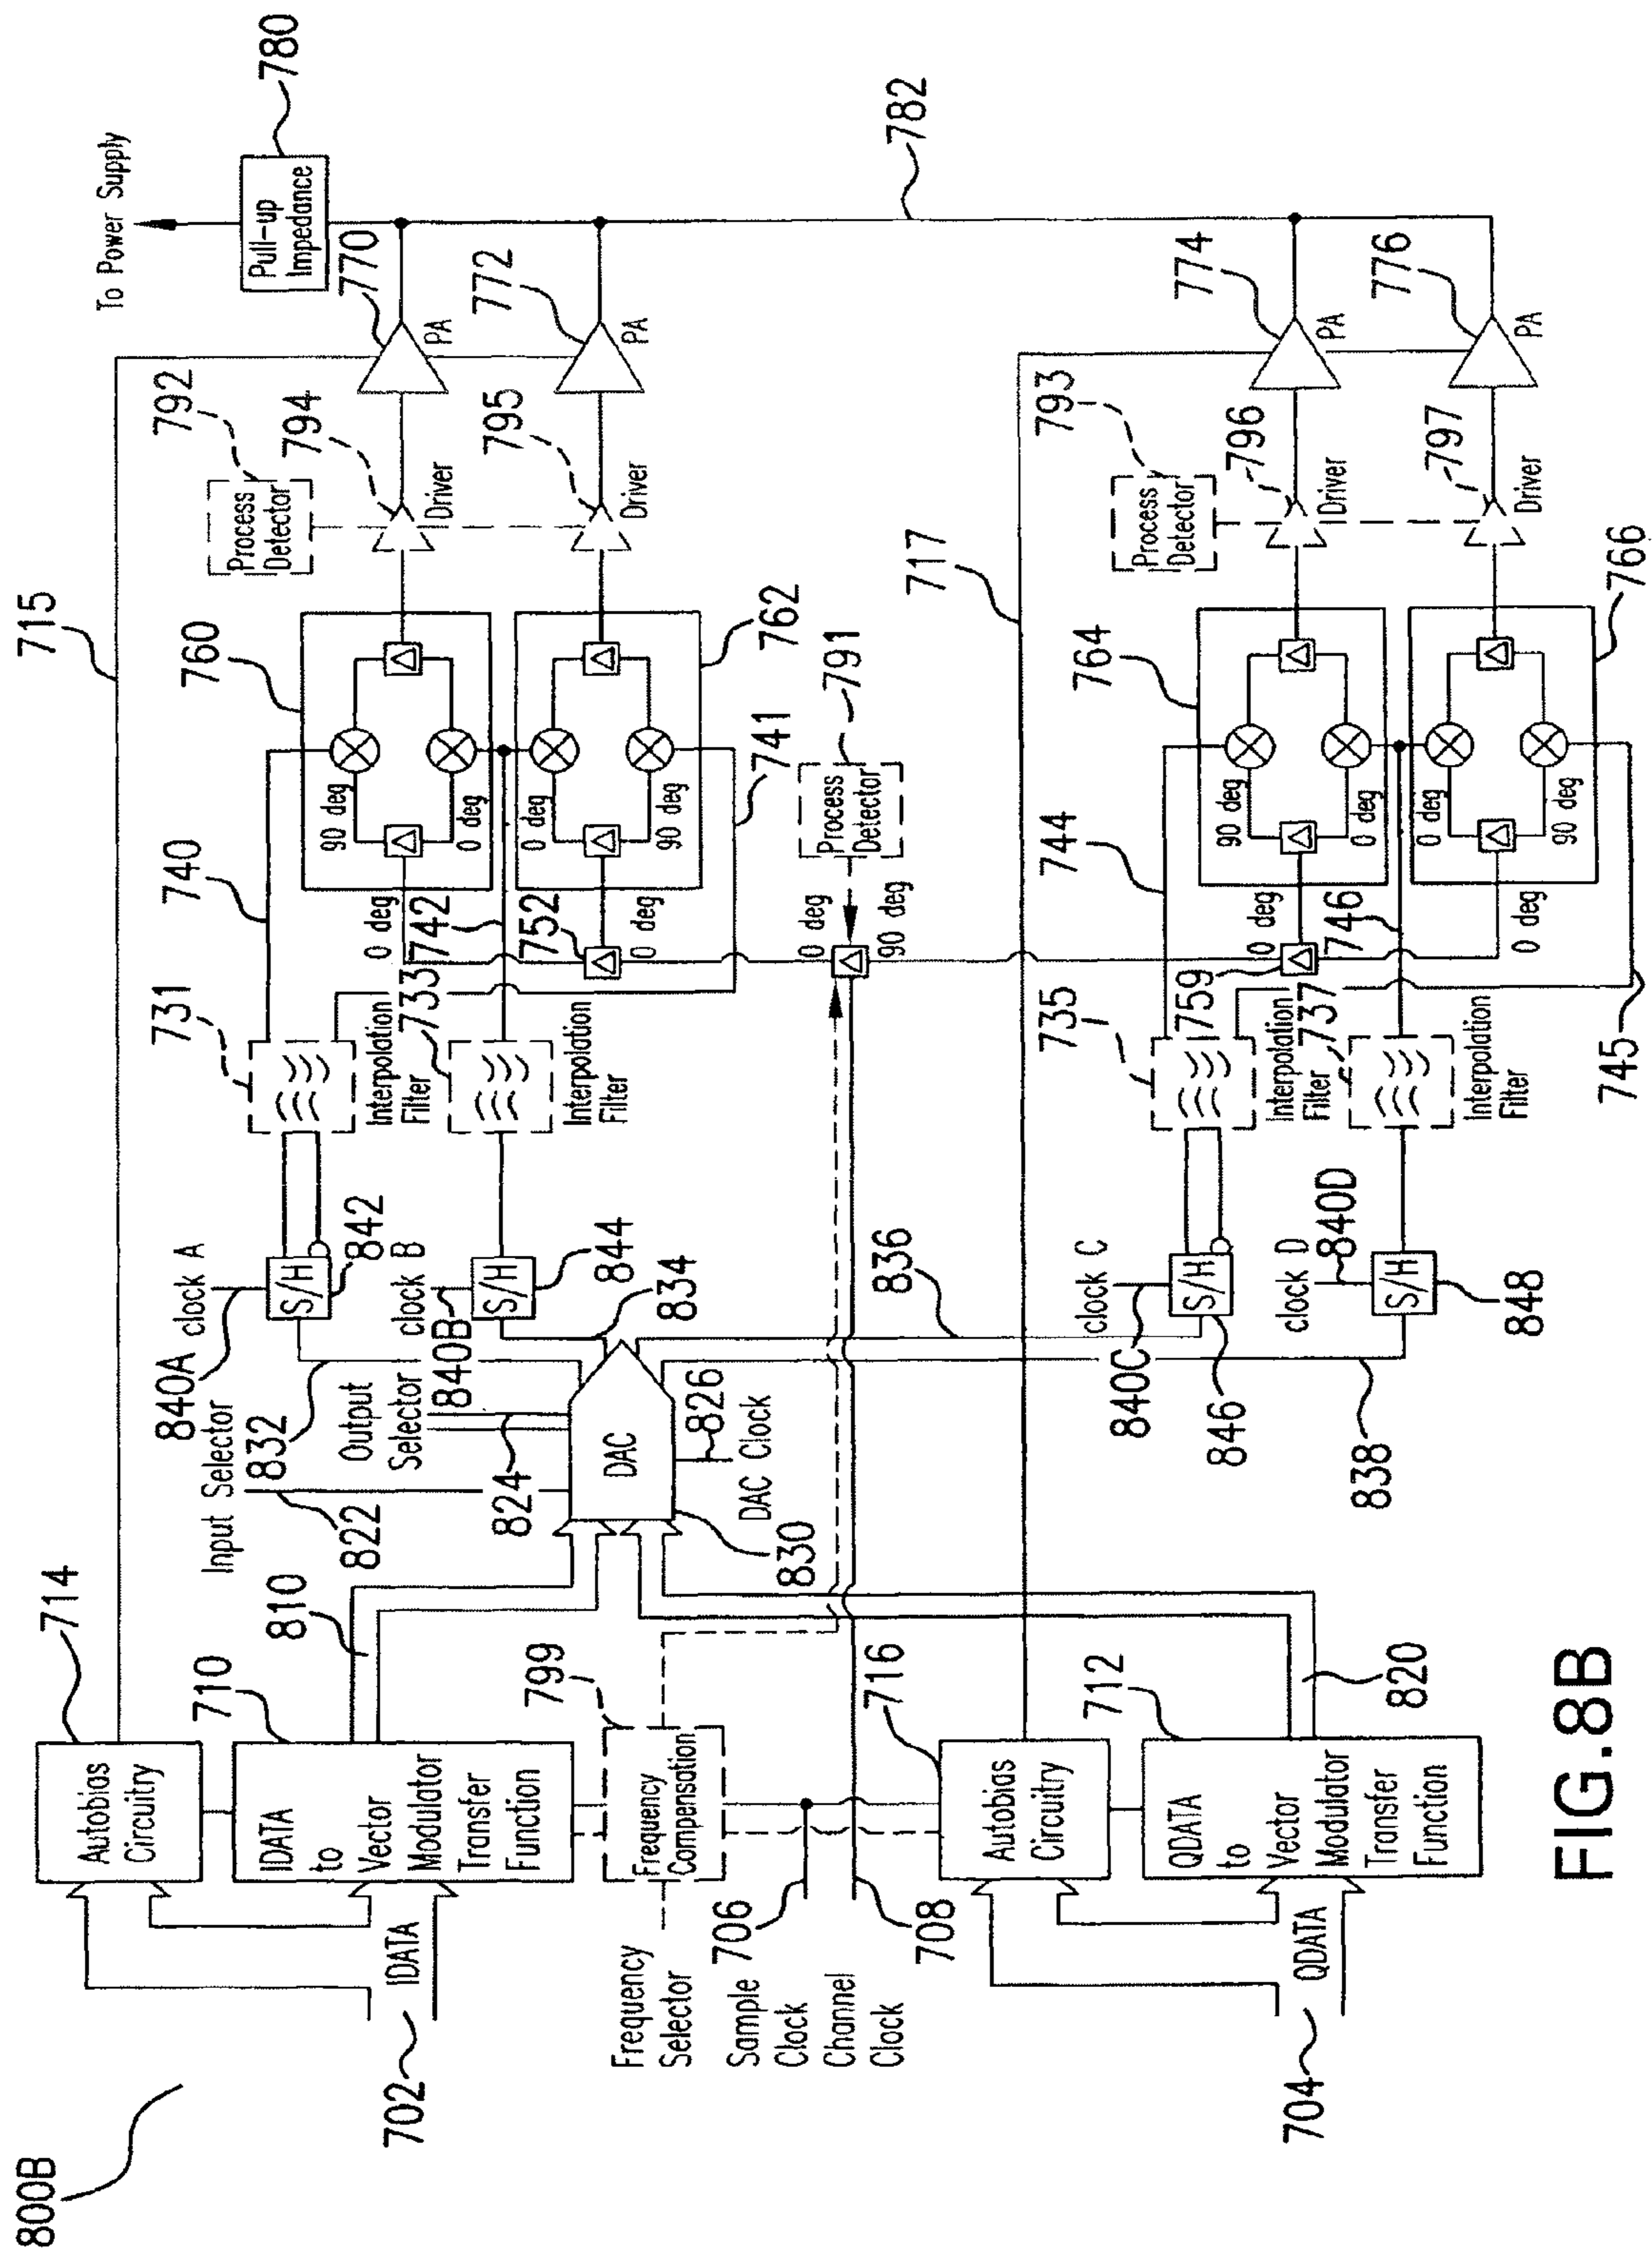 800B
702
IDATA
714
Autobias
Circuitry
715
710
IDATA
to
Vector
Modulator
Transfer
Function
810
Input Selector
822
832
Output
Selector
824
840A
clock A
S/H
842
clock B
840B
S/H
844
834
DAC
830
826
DAC Clock
836
838
731
Interpolation
Filter
733
Interpolation
Filter
740
742
741
0 deg
752
0 deg
760
90 deg
0 deg
762
0 deg
90 deg
792
Process
Detector
794
Driver
795
Driver
770
PA
772
PA
780
Pull-up
Impedance
To Power Supply
782
791
Process
Detector
0 deg
90 deg
Frequency
Selector
799
Frequency
Compensation
706
Sample
Clock
708
Channel
Clock
704
QDATA
716
Autobias
Circuitry
717
712
QDATA
to
Vector
Modulator
Transfer
Function
820
clock C
840C
S/H
846
clock D
840D
S/H
848
735
Interpolation
Filter
737
Interpolation
Filter
744
746
745
759
0 deg
0 deg
764
90 deg
0 deg
766
0 deg
90 deg
793
Process
Detector
796
Driver
797
Driver
774
PA
776
PA
FIG.8B